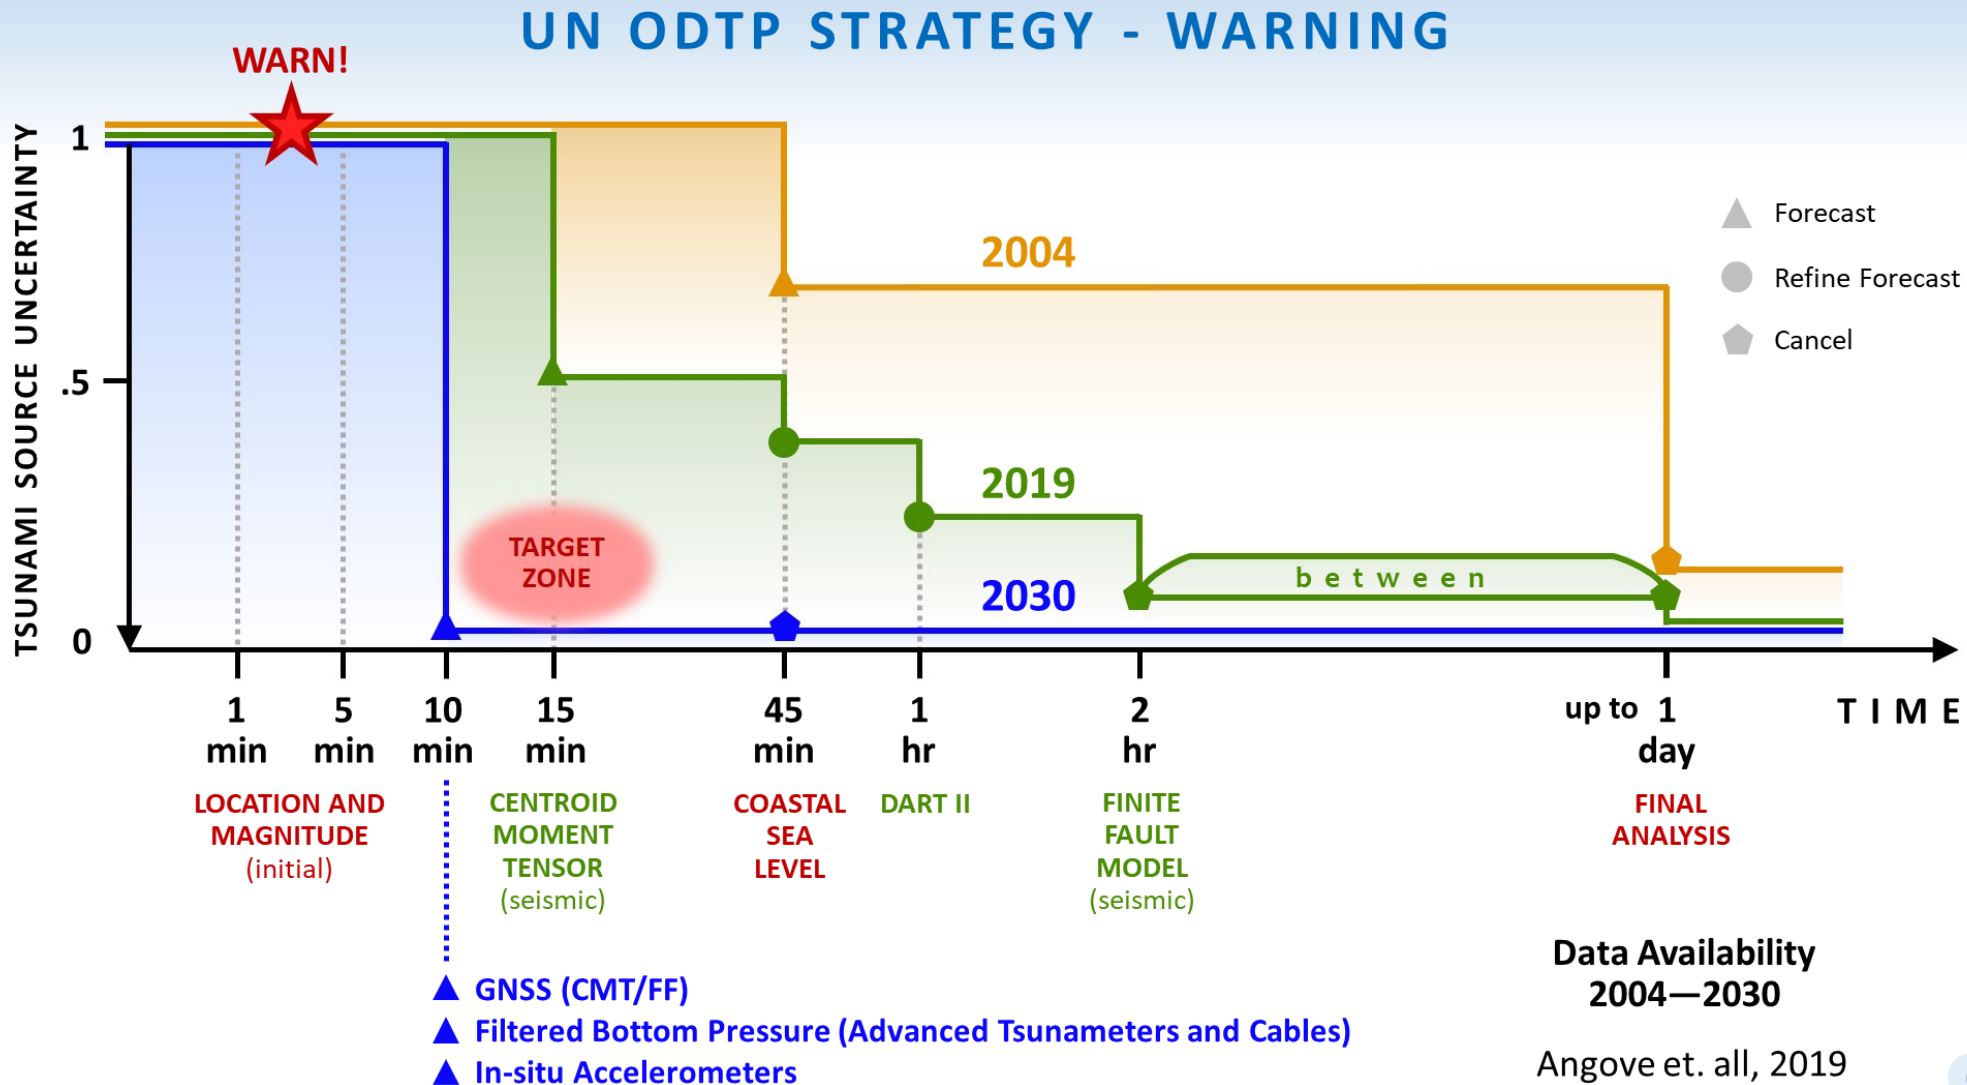 UN ODTP STRATEGY - WARNING
WARN!
TSUNAMI SOURCE UNCERTAINTY
1
.5
0
2004
2019
2030
between
TARGET
ZONE
Forecast
Refine Forecast
Cancel
1
min
5
min
10
min
15
min
45
min
1
hr
2
hr
up to 1
day
TIME
LOCATION AND
MAGNITUDE
(initial)
CENTROID
MOMENT
TENSOR
(seismic)
COASTAL
SEA
LEVEL
DART II
FINITE
FAULT
MODEL
(seismic)
FINAL
ANALYSIS
GNSS (CMT/FF)
Filtered Bottom Pressure (Advanced Tsunameters and Cables)
In-situ Accelerometers
Data Availability
2004—2030
Angove et. all, 2019